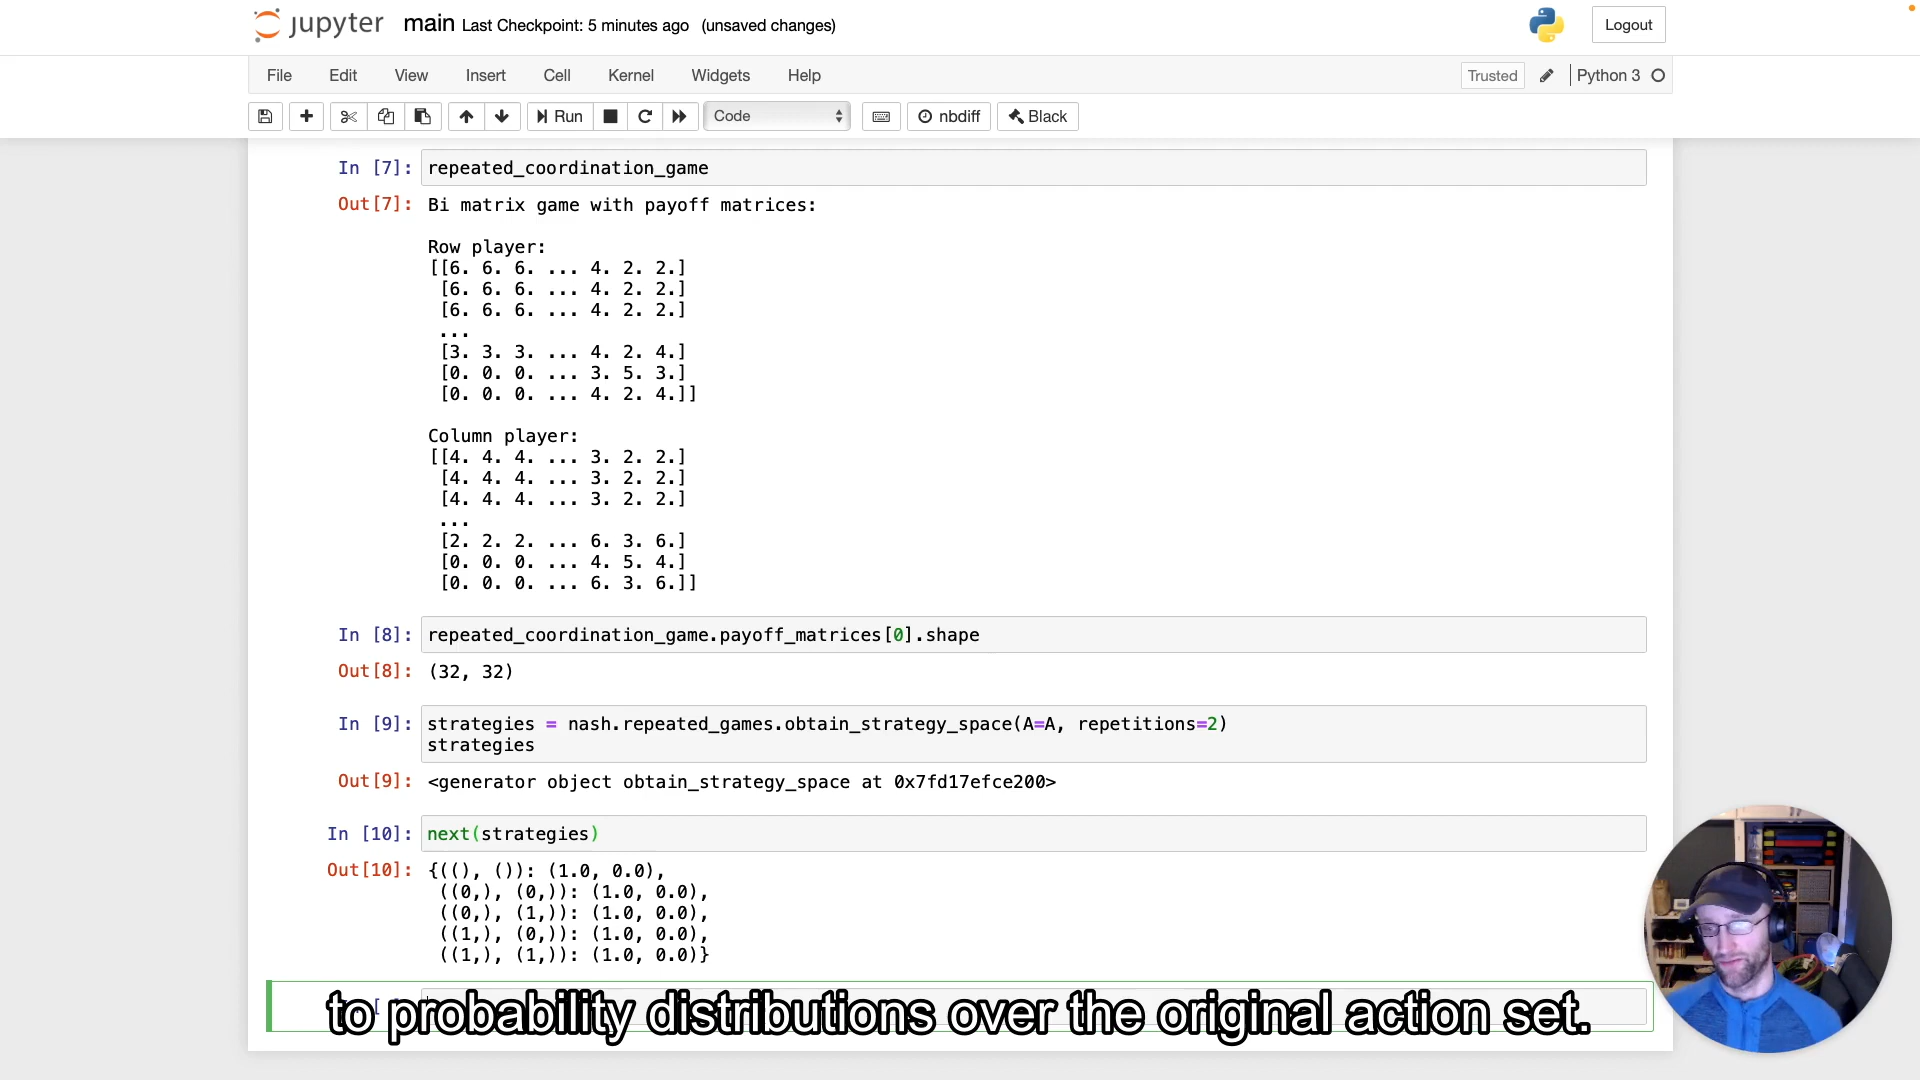 jupyter main Last Checkpoint: 5 minutes ago (unsaved changes)
Logout
File Edit View Insert Cell Kernel Widgets Help
Trusted Python 3
Run Code nbdiff Black
In [7]: repeated_coordination_game
Out[7]: Bi matrix game with payoff matrices:
Row player:
[[6. 6. 6. ... 4. 2. 2.]
[6. 6. 6. ... 4. 2. 2.]
[6. 6. 6. ... 4. 2. 2.]
...
[3. 3. 3. ... 4. 2. 4.]
[0. 0. 0. ... 3. 5. 3.]
[0. 0. 0. ... 4. 2. 4.]]
Column player:
[[4. 4. 4. ... 3. 2. 2.]
[4. 4. 4. ... 3. 2. 2.]
[4. 4. 4. ... 3. 2. 2.]
...
[2. 2. 2. ... 6. 3. 6.]
[0. 0. 0. ... 4. 5. 4.]
[0. 0. 0. ... 6. 3. 6.]]
In [8]: repeated_coordination_game.payoff_matrices[0].shape
Out[8]: (32, 32)
In [9]: strategies = nash.repeated_games.obtain_strategy_space(A=A, repetitions=2)
strategies
Out[9]: <generator object obtain_strategy_space at 0x7fd17efce200>
In [10]: next(strategies)
Out[10]: {((), ()): (1.0, 0.0),
((0,), (0,)): (1.0, 0.0),
((0,), (1,)): (1.0, 0.0),
((1,), (0,)): (1.0, 0.0),
((1,), (1,)): (1.0, 0.0)}
to probability distributions over the original action set.